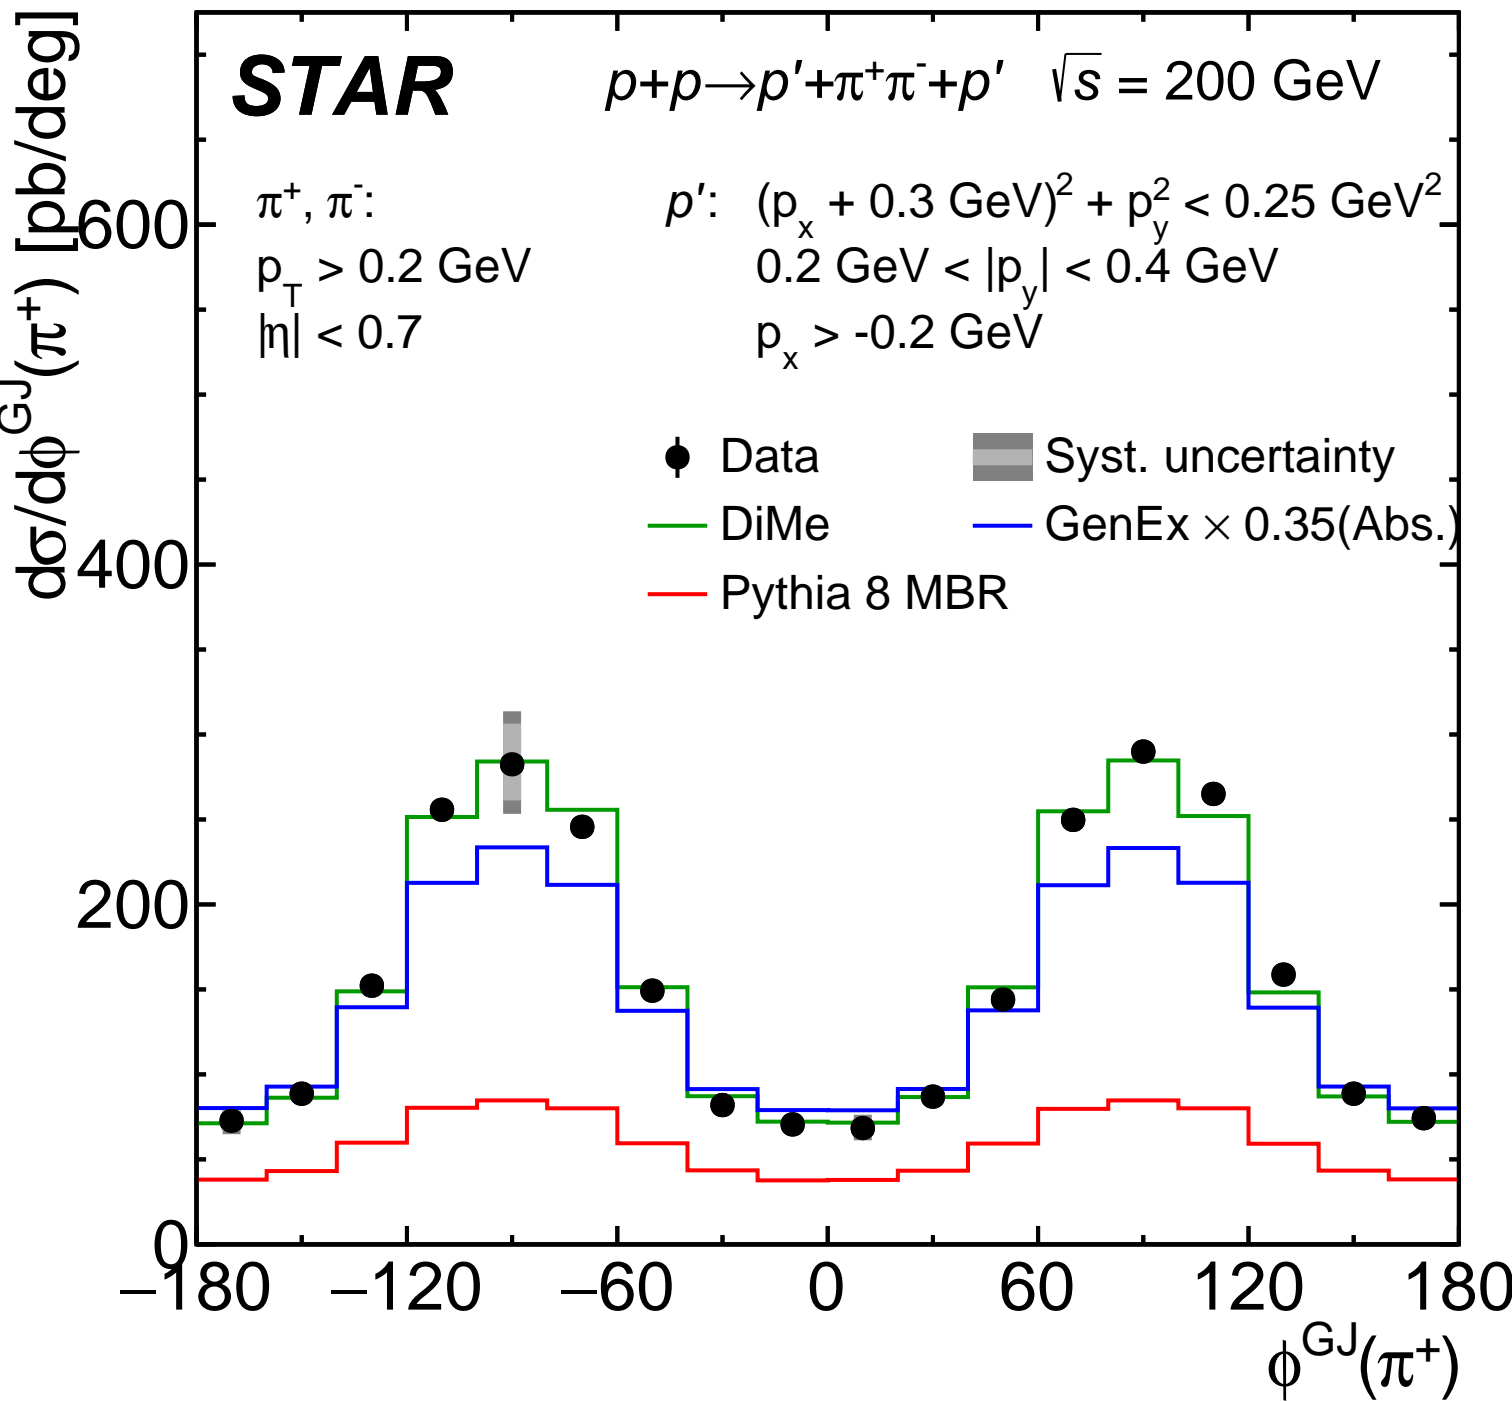 STAR p+p→p′+π⁺π⁻+p′ √s = 200 GeV
π⁺, π⁻: p′: (pₓ + 0.3 GeV)² + p_y² < 0.25 GeV²
p_T > 0.2 GeV 0.2 GeV < |p_y| < 0.4 GeV
|η| < 0.7 pₓ > -0.2 GeV
Data Syst. uncertainty
DiMe GenEx × 0.35(Abs.)
Pythia 8 MBR
dσ/dϕ^GJ(π⁺) [pb/deg]
600
400
200
0
−180 −120 −60 0 60 120 180
ϕ^GJ(π⁺)